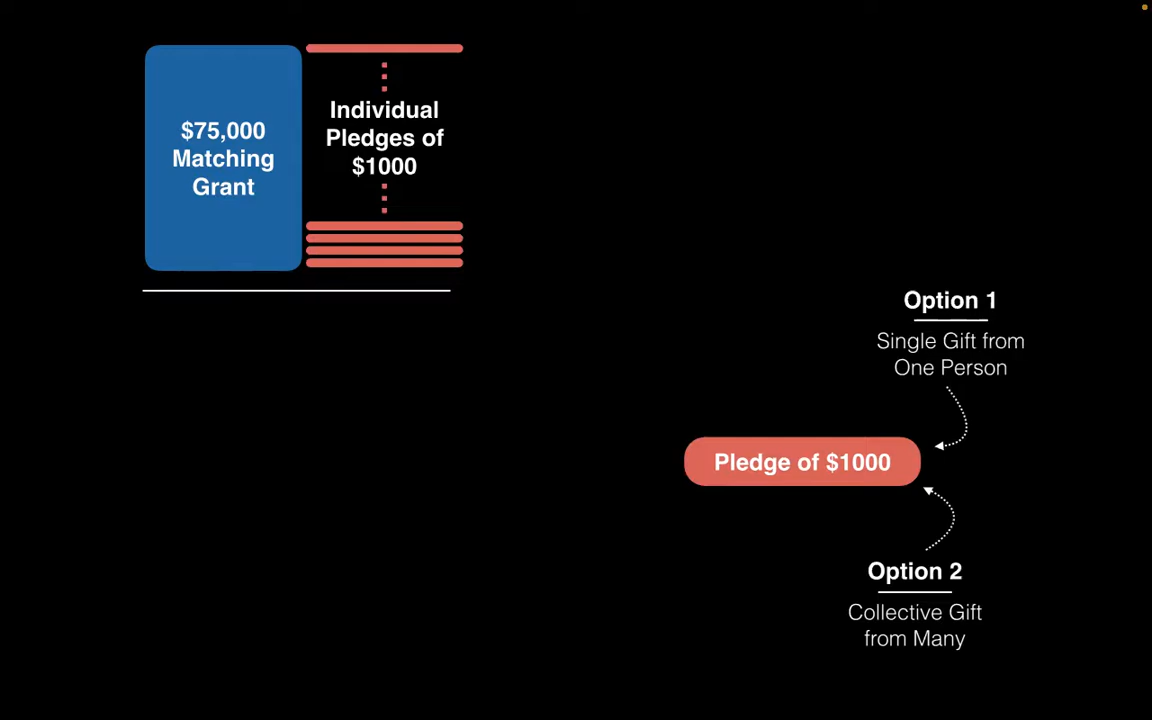 $75,000
Matching
Grant
Individual
Pledges of
$1000
Option 1
Single Gift from
One Person
Pledge of $1000
Option 2
Collective Gift
from Many